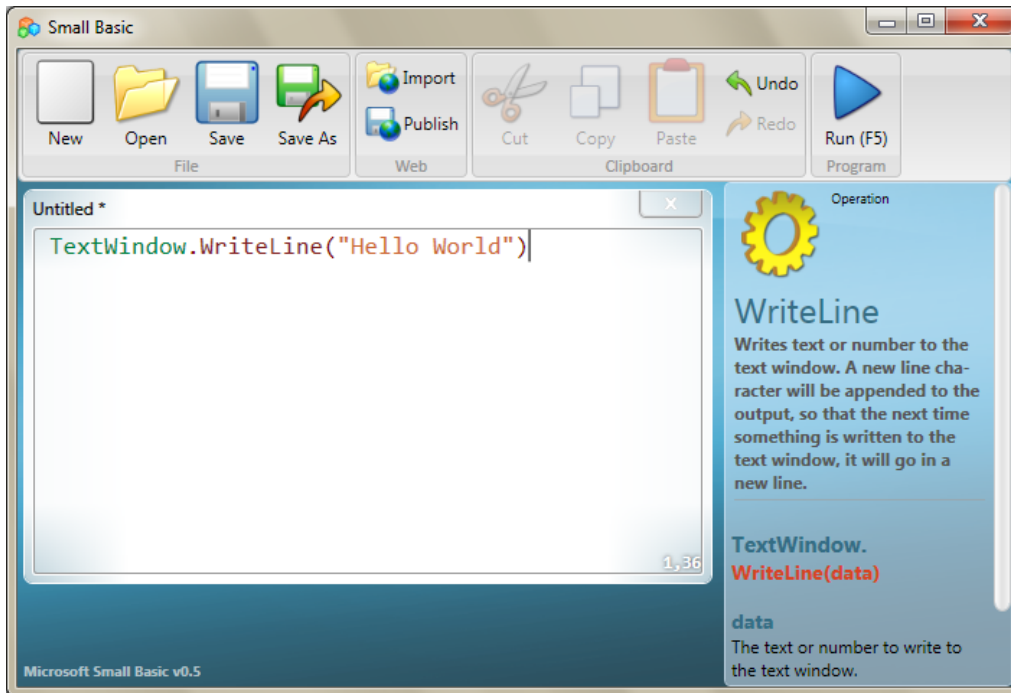 Small Basic
New
Open
Save
Save As
File
Import
Publish
Web
Cut
Copy
Paste
Undo
Redo
Clipboard
Run (F5)
Program
Untitled *
X
TextWindow.WriteLine("Hello World")
1,36
Microsoft Small Basic v0.5
Operation
WriteLine
Writes text or number to the
text window. A new line cha-
racter will be appended to the
output, so that the next time
something is written to the
text window, it will go in a
new line.
TextWindow.
WriteLine(data)
data
The text or number to write to
the text window.